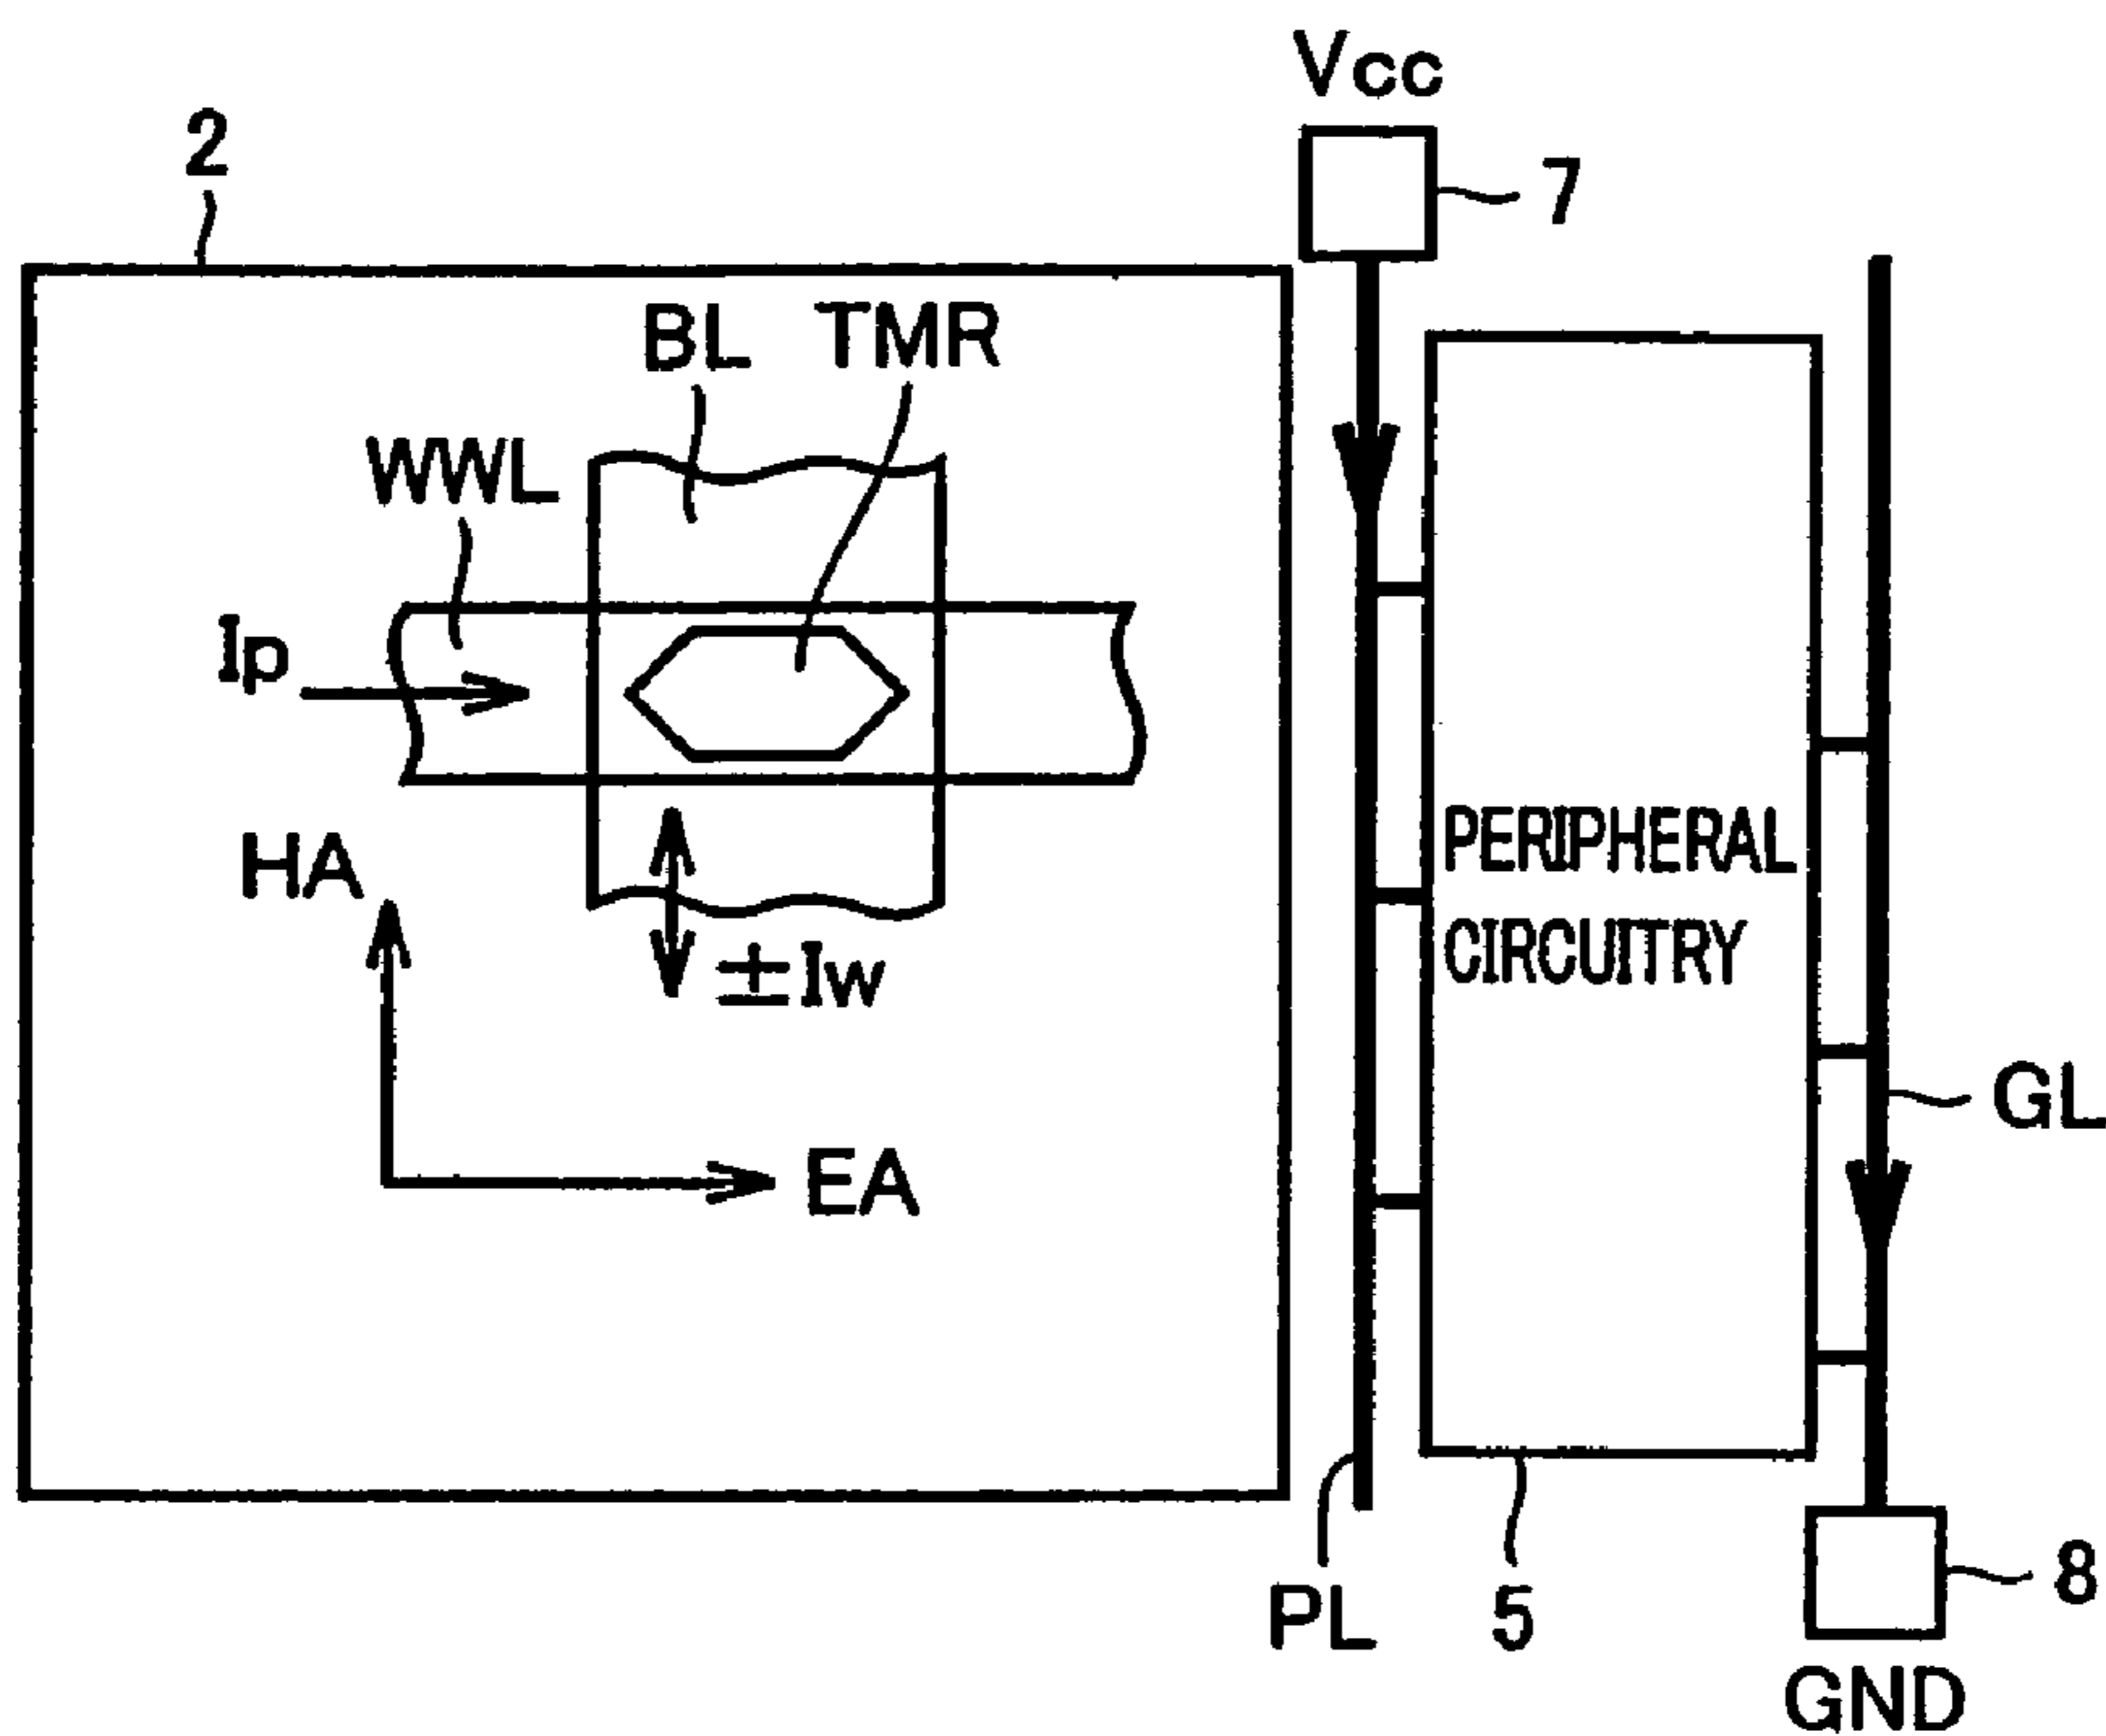 Vcc
2
7
BL
TMR
WWL
Ip
HA
PERIPHERAL
CIRCUITRY
±Iw
GL
EA
PL
5
8
GND